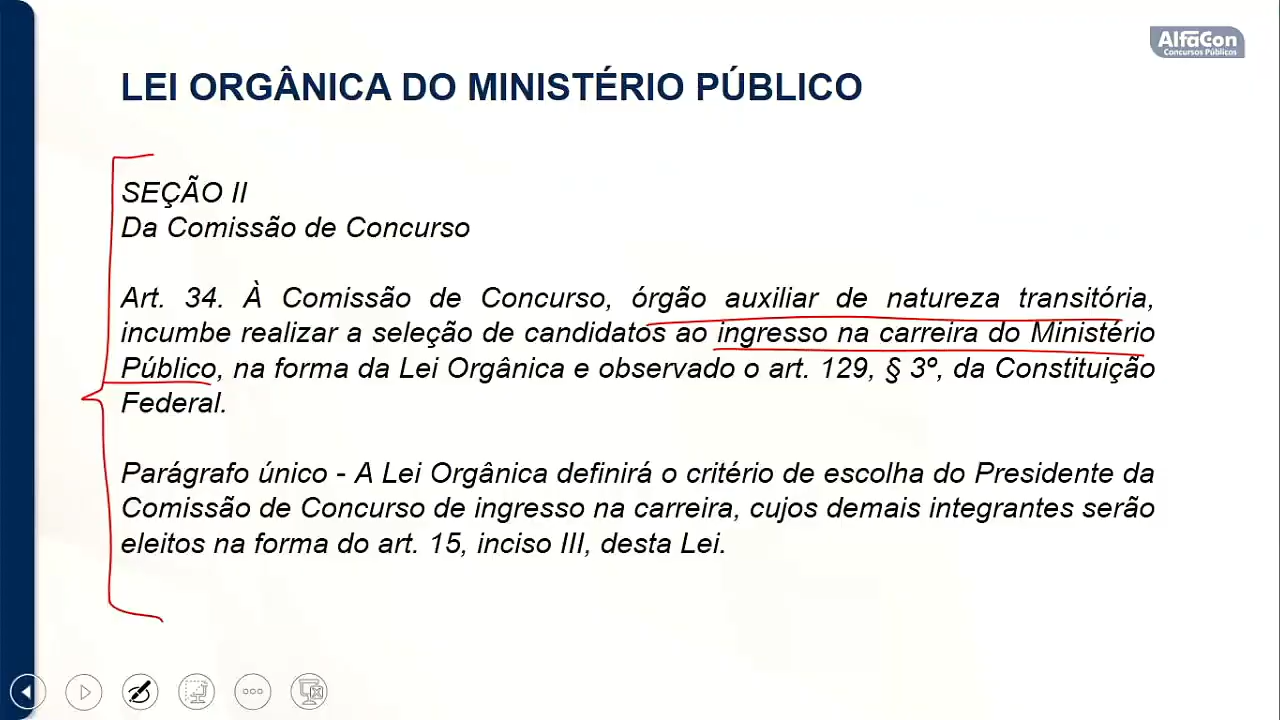 AlfaCon
Concursos Públicos
LEI ORGÂNICA DO MINISTÉRIO PÚBLICO
SEÇÃO II
Da Comissão de Concurso
Art. 34. À Comissão de Concurso, órgão auxiliar de natureza transitória,
incumbe realizar a seleção de candidatos ao ingresso na carreira do Ministério
Público, na forma da Lei Orgânica e observado o art. 129, § 3º, da Constituição
Federal.
Parágrafo único - A Lei Orgânica definirá o critério de escolha do Presidente da
Comissão de Concurso de ingresso na carreira, cujos demais integrantes serão
eleitos na forma do art. 15, inciso III, desta Lei.